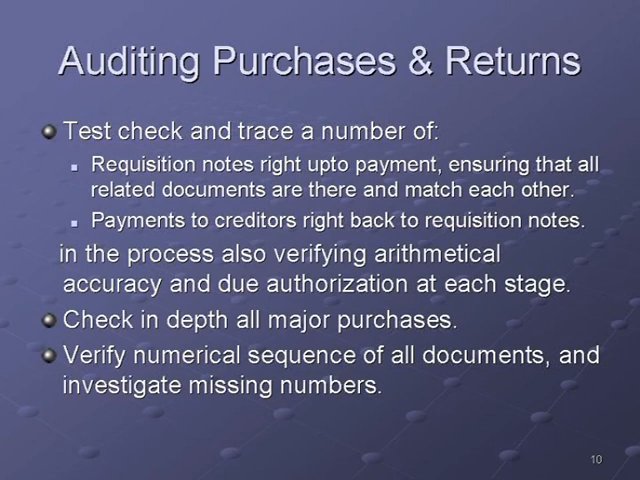 Auditing Purchases & Returns
Test check and trace a number of:
Requisition notes right upto payment, ensuring that all
related documents are there and match each other.
Payments to creditors right back to requisition notes.
in the process also verifying arithmetical
accuracy and due authorization at each stage.
Check in depth all major purchases.
Verify numerical sequence of all documents, and
investigate missing numbers.
10